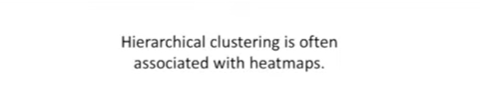 Hierarchical clustering is often
associated with heatmaps.